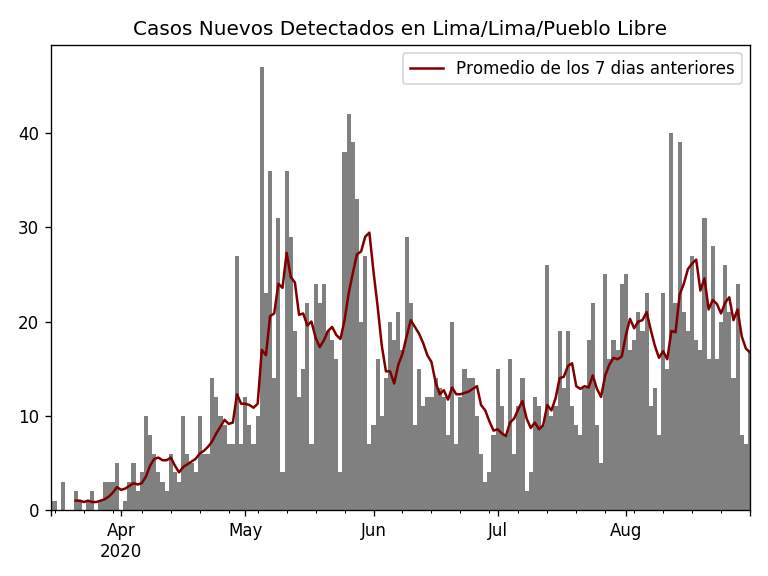 Casos Nuevos Detectados en Lima/Lima/Pueblo Libre
Promedio de los 7 dias anteriores
40
30
20
10
0
Apr
2020
May
Jun
Jul
Aug